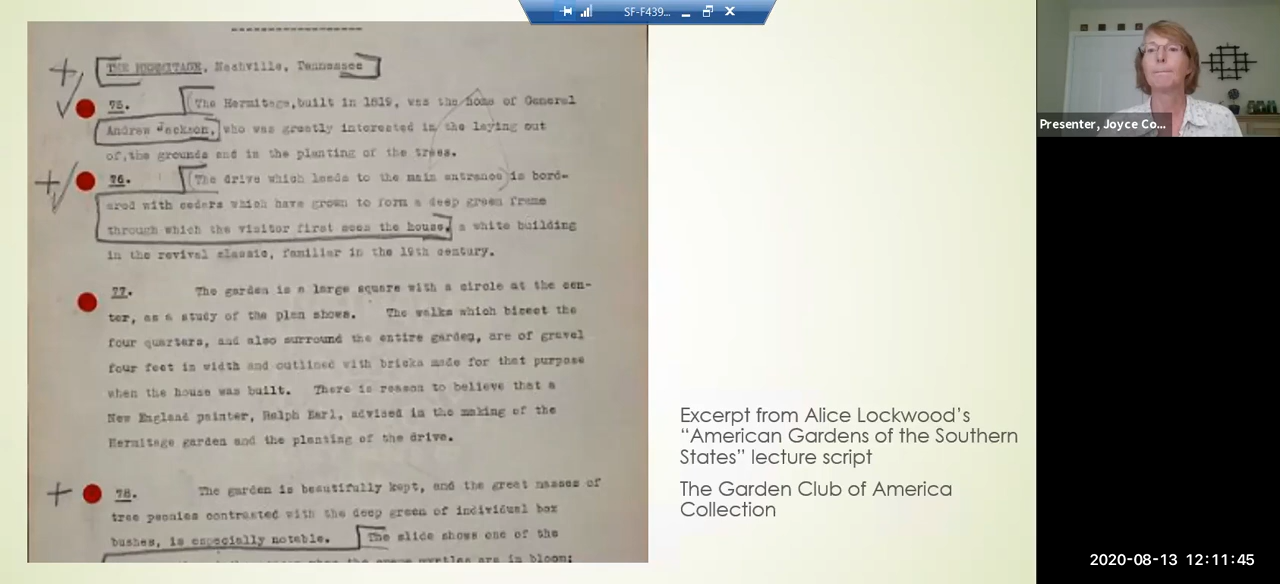 SF-F439...
THE HERMITAGE, Nashville, Tennessee
75. (The Hermitage, built in 1819, was the home of General
Andrew Jackson, who was greatly interested in the laying out
of, the grounds and in the planting of the trees.
76. (The drive which leads to the main entrance) is bord-
ered with cedars which have grown to form a deep green frame
through which the visitor first sees the house, a white building
in the revival classic, familiar in the 19th century.
77. The garden is a large square with a circle at the cen-
ter, as a study of the plan shows. The walks which bisect the
four quarters, and also surround the entire garden, are of gravel
four feet in width and outlined with bricks made for that purpose
when the house was built. There is reason to believe that a
New England painter, Ralph Earl, advised in the making of the
Hermitage garden and the planting of the drive.
78. The garden is beautifully kept, and the great masses of
tree peonies contrasted with the deep green of individual box
bushes, is especially notable. The slide shows one of the
myrtles are in bloom;
Excerpt from Alice Lockwood's
“American Gardens of the Southern
States” lecture script
The Garden Club of America
Collection
Presenter, Joyce Co...
2020-08-13 12:11:45